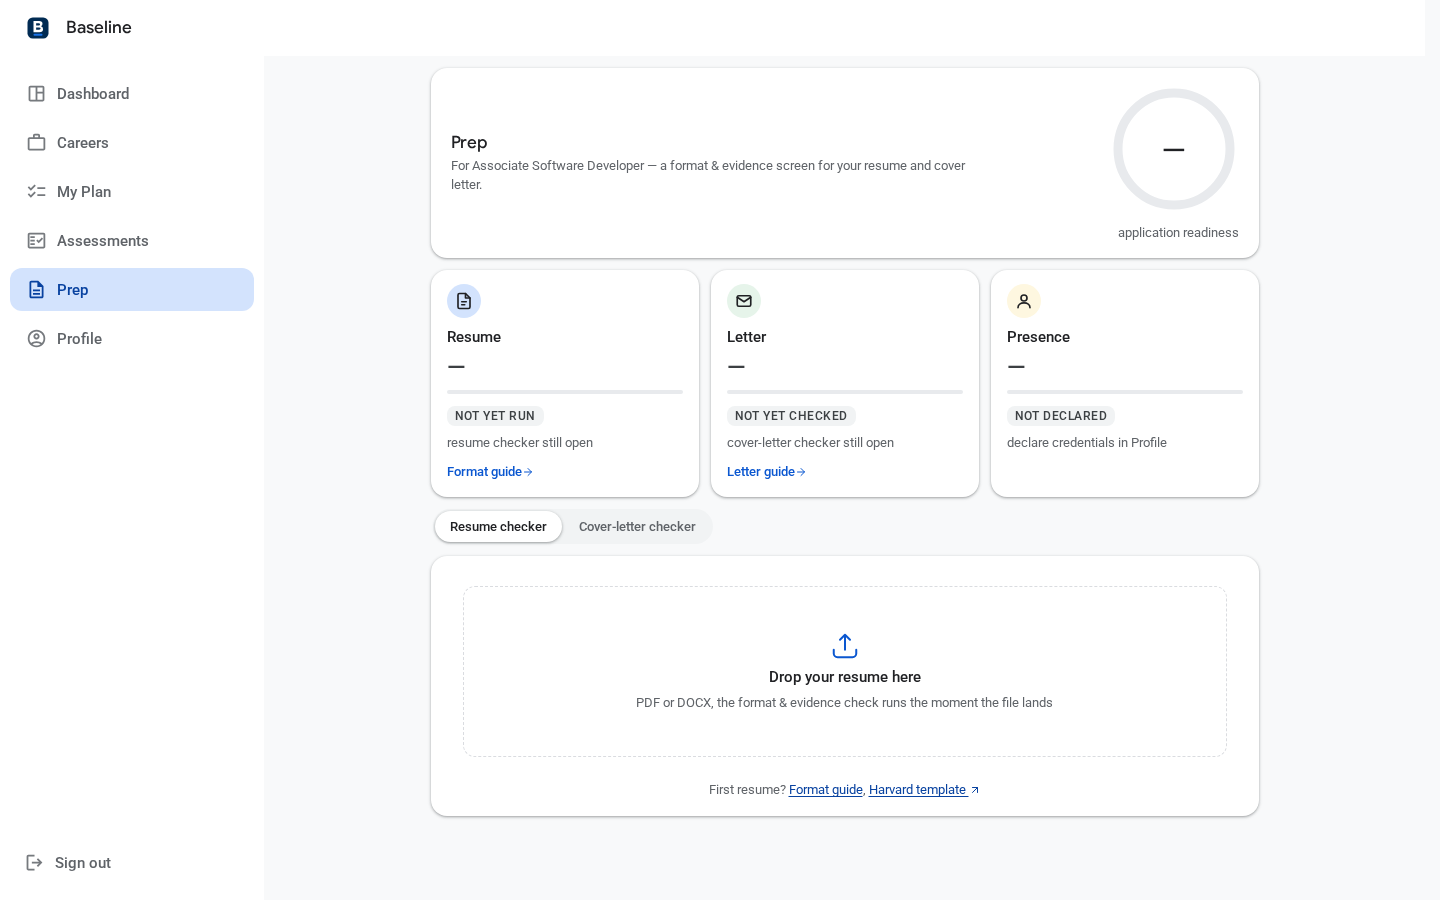 B Baseline
Dashboard
Careers
My Plan
Assessments
Prep
Profile
Sign out
Prep
For Associate Software Developer — a format & evidence screen for your resume and cover
letter.
—
application readiness
Resume
—
NOT YET RUN
resume checker still open
Format guide→
Letter
—
NOT YET CHECKED
cover-letter checker still open
Letter guide→
Presence
—
NOT DECLARED
declare credentials in Profile
Resume checker
Cover-letter checker
Drop your resume here
PDF or DOCX, the format & evidence check runs the moment the file lands
First resume? Format guide, Harvard template ↗